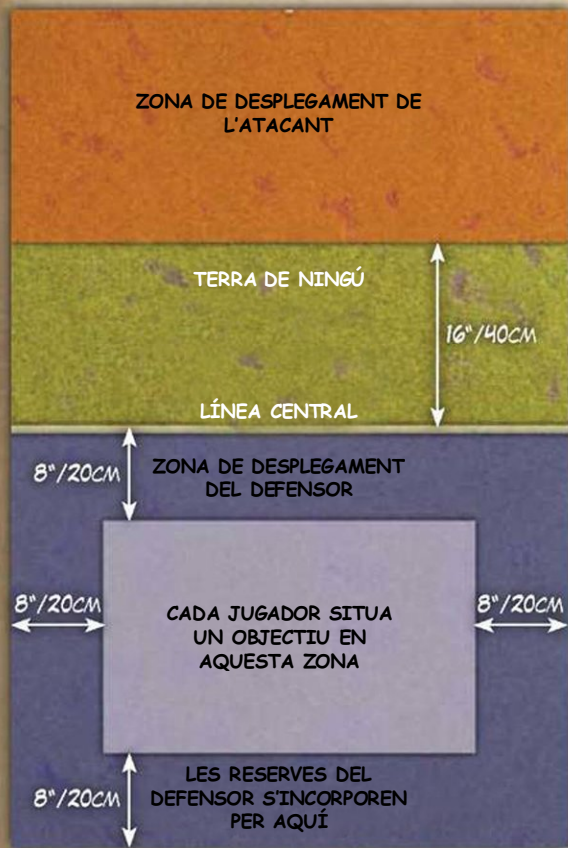 ZONA DE DESPLEGAMENT DE
L'ATACANT
TERRA DE NINGÚ
16"/40CM
LÍNEA CENTRAL
8"/20CM
ZONA DE DESPLEGAMENT
DEL DEFENSOR
8"/20CM
8"/20CM
CADA JUGADOR SITUA
UN OBJECTIU EN
AQUESTA ZONA
8"/20CM
LES RESERVES DEL
DEFENSOR S'INCORPOREN
PER AQUÍ